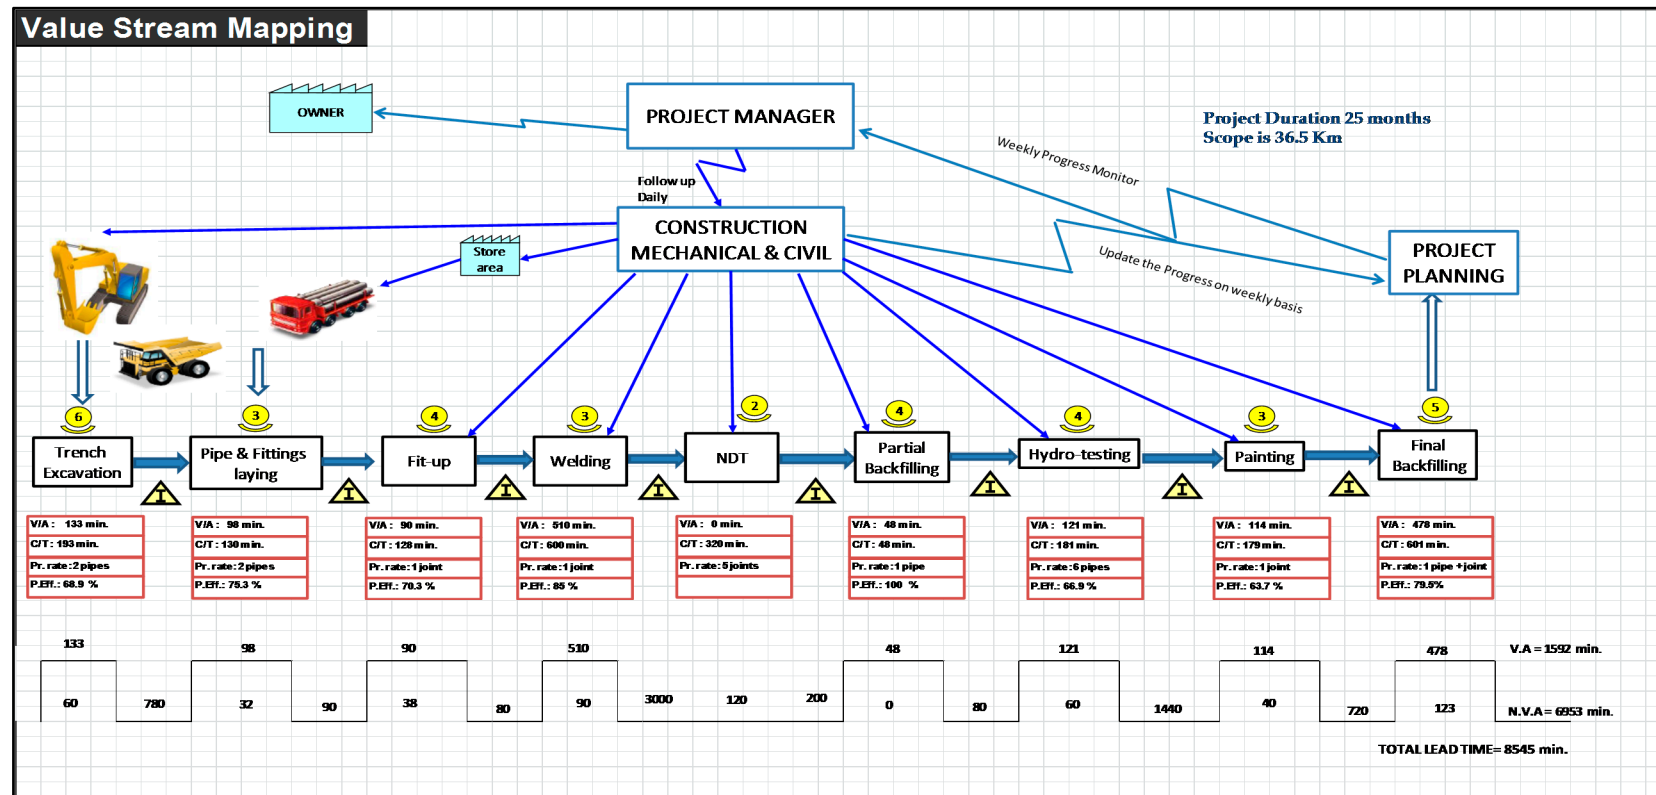 Value Stream Mapping
OWNER
PROJECT MANAGER
Project Duration 25 months
Scope is 36.5 Km
Weekly Progress Monitor
Follow up
Daily
CONSTRUCTION
MECHANICAL & CIVIL
Store
area
PROJECT
PLANNING
Update the Progress on weekly basis
6
3
4
3
2
4
4
3
5
Trench
Excavation
Pipe & Fittings
laying
Fit-up
Welding
NDT
Partial
Backfilling
Hydro-testing
Painting
Final
Backfilling
I I I I I I I I
V/A : 133 min.
C/T : 193 min.
Pr. rate: 2 pipes
P.Eff.: 68.9 %
V/A : 98 min.
C/T : 130 min.
Pr. rate: 2 pipes
P.Eff.: 75.3 %
V/A : 90 min.
C/T : 128 min.
Pr. rate: 1 joint
P.Eff.: 70.3 %
V/A : 510 min.
C/T : 600 min.
Pr. rate: 1 joint
P.Eff.: 85 %
V/A : 0 min.
C/T : 320 min.
Pr. rate: 5 joints
V/A : 48 min.
C/T : 48 min.
Pr. rate: 1 pipe
P.Eff.: 100 %
V/A : 121 min.
C/T : 181 min.
Pr. rate: 6 pipes
P.Eff.: 66.9 %
V/A : 114 min.
C/T : 179 min.
Pr. rate: 1 joint
P.Eff.: 63.7 %
V/A : 478 min.
C/T : 601 min.
Pr. rate: 1 pipe + joint
P.Eff.: 79.5%
133 98 90 510 48 121 114 478 V.A = 1592 min.
60 780 32 90 38 80 90 3000 120 200 0 80 60 1440 40 720 123 N.V.A = 6953 min.
TOTAL LEAD TIME= 8545 min.